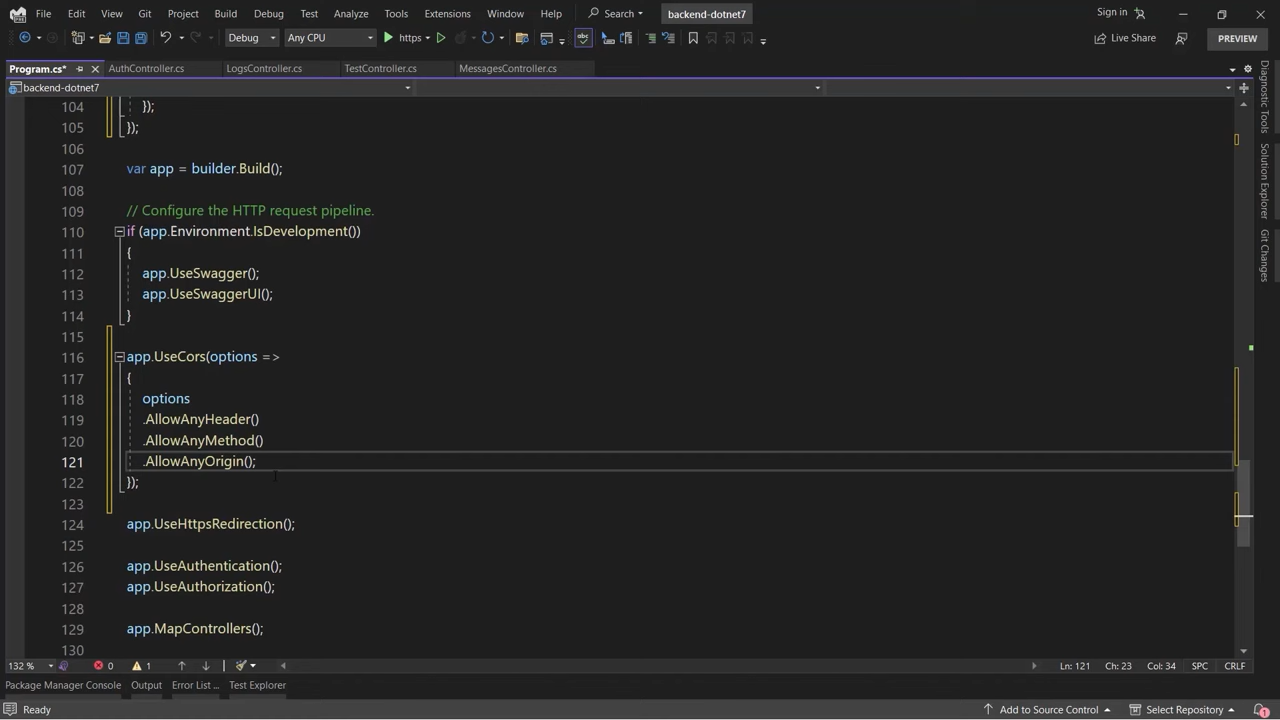 File Edit View Git Project Build Debug Test Analyze Tools Extensions Window Help Search backend-dotnet7 Sign in
Debug Any CPU https Live Share PREVIEW
Program.cs* AuthController.cs LogsController.cs TestController.cs MessagesController.cs
backend-dotnet7
104 });
105 });
106
107 var app = builder.Build();
108
109 // Configure the HTTP request pipeline.
110 if (app.Environment.IsDevelopment())
111 {
112 app.UseSwagger();
113 app.UseSwaggerUI();
114 }
115
116 app.UseCors(options =>
117 {
118 options
119 .AllowAnyHeader()
120 .AllowAnyMethod()
121 .AllowAnyOrigin();
122 });
123
124 app.UseHttpsRedirection();
125
126 app.UseAuthentication();
127 app.UseAuthorization();
128
129 app.MapControllers();
130
Diagnostic Tools
Solution Explorer
Git Changes
132 % 0 1 Ln: 121 Ch: 23 Col: 34 SPC CRLF
Package Manager Console Output Error List ... Test Explorer
Ready Add to Source Control Select Repository 1